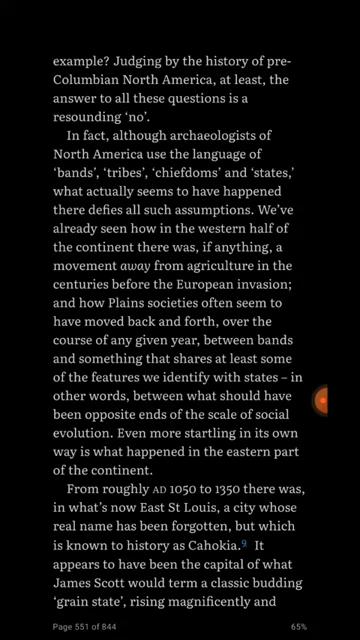 example? Judging by the history of pre-
Columbian North America, at least, the
answer to all these questions is a
resounding ‘no’.
In fact, although archaeologists of
North America use the language of
‘bands’, ‘tribes’, ‘chiefdoms’ and ‘states,’
what actually seems to have happened
there defies all such assumptions. We’ve
already seen how in the western half of
the continent there was, if anything, a
movement away from agriculture in the
centuries before the European invasion;
and how Plains societies often seem to
have moved back and forth, over the
course of any given year, between bands
and something that shares at least some
of the features we identify with states – in
other words, between what should have
been opposite ends of the scale of social
evolution. Even more startling in its own
way is what happened in the eastern part
of the continent.
From roughly AD 1050 to 1350 there was,
in what’s now East St Louis, a city whose
real name has been forgotten, but which
is known to history as Cahokia.9 It
appears to have been the capital of what
James Scott would term a classic budding
‘grain state’, rising magnificently and
Page 551 of 844 65%